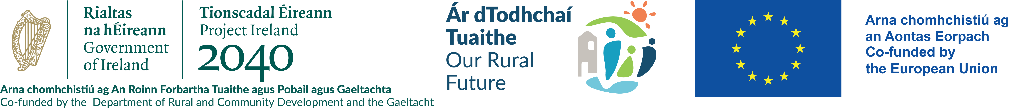 Rialtas
na hÉireann
Government
of Ireland
Tionscadal Éireann
Project Ireland
2040
Arna chomhchistiú ag An Roinn Forbartha Tuaithe agus Pobail agus Gaeltachta
Co-funded by the Department of Rural and Community Development and the Gaeltacht
Ár dTodhchaí
Tuaithe
Our Rural
Future
Arna chomhchistiú ag
an Aontas Eorpach
Co-funded by
the European Union